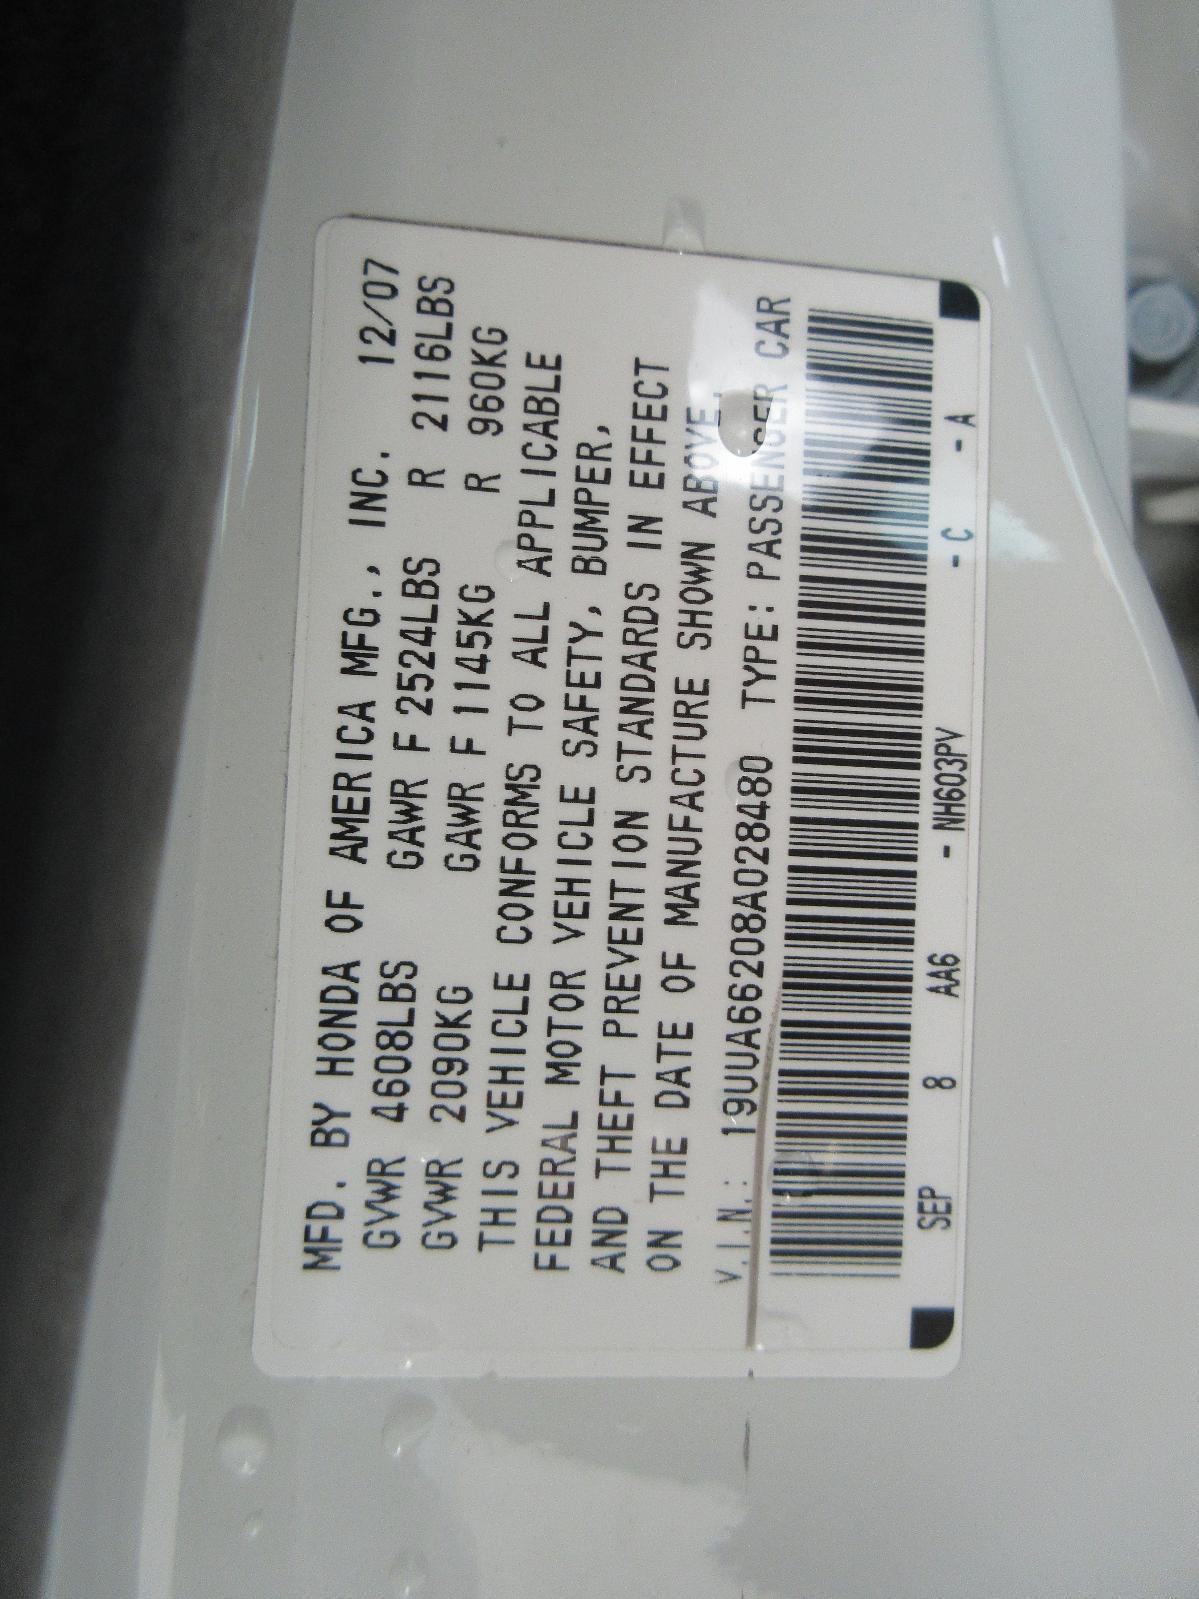 MFD. BY HONDA OF AMERICA MFG., INC. 12/07
GVWR 4608LBS GAWR F 2524LBS R 2116LBS
GVWR 2090KG GAWR F 1145KG R 960KG
THIS VEHICLE CONFORMS TO ALL APPLICABLE
FEDERAL MOTOR VEHICLE SAFETY, BUMPER,
AND THEFT PREVENTION STANDARDS IN EFFECT
ON THE DATE OF MANUFACTURE SHOWN ABOVE.
V.I.N.: 19UUA66208A028480 TYPE: PASSENGER CAR
SEP 8 AA6 - NH603PV - C - A